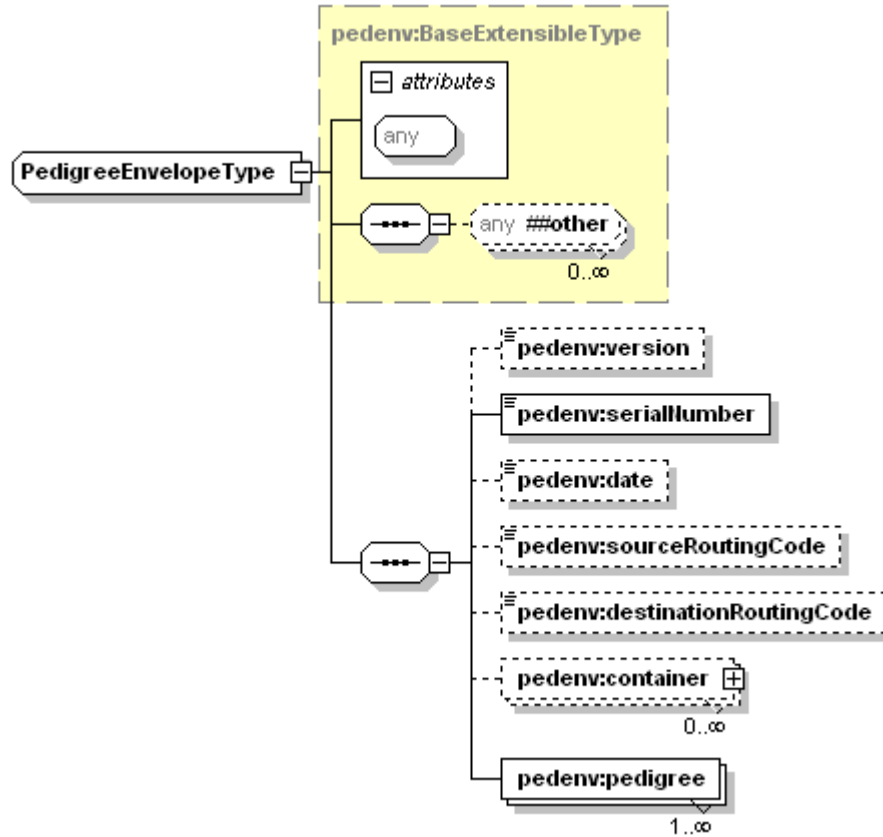 pedenv:BaseExtensibleType
attributes
any
PedigreeEnvelopeType
any ##other
0..∞
pedenv:version
pedenv:serialNumber
pedenv:date
pedenv:sourceRoutingCode
pedenv:destinationRoutingCode
pedenv:container
0..∞
pedenv:pedigree
1..∞